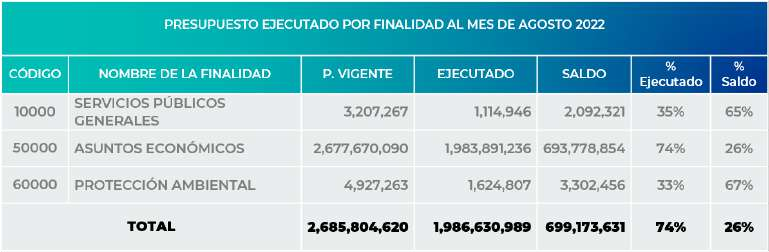 PRESUPUESTO EJECUTADO POR FINALIDAD AL MES DE AGOSTO 2022
CÓDIGO NOMBRE DE LA FINALIDAD P. VIGENTE EJECUTADO SALDO % Ejecutado % Saldo
10000 SERVICIOS PÚBLICOS GENERALES 3,207,267 1,114,946 2,092,321 35% 65%
50000 ASUNTOS ECONÓMICOS 2,677,670,090 1,983,891,236 693,778,854 74% 26%
60000 PROTECCIÓN AMBIENTAL 4,927,263 1,624,807 3,302,456 33% 67%
TOTAL 2,685,804,620 1,986,630,989 699,173,631 74% 26%